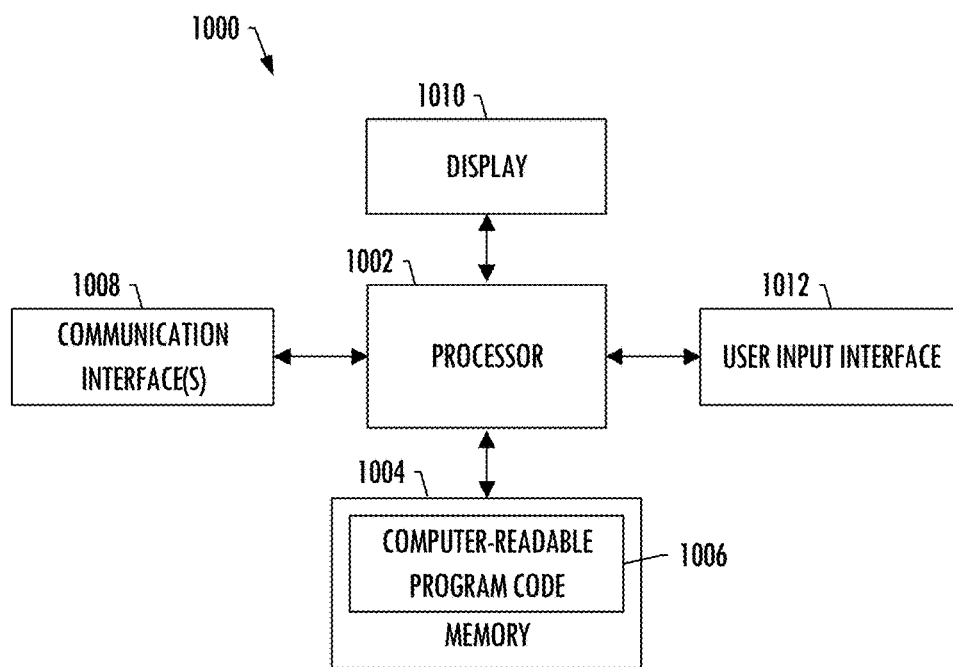 1000
1010
DISPLAY
1002
PROCESSOR
1008
COMMUNICATION
INTERFACE(S)
1012
USER INPUT INTERFACE
1004
COMPUTER-READABLE
PROGRAM CODE
1006
MEMORY